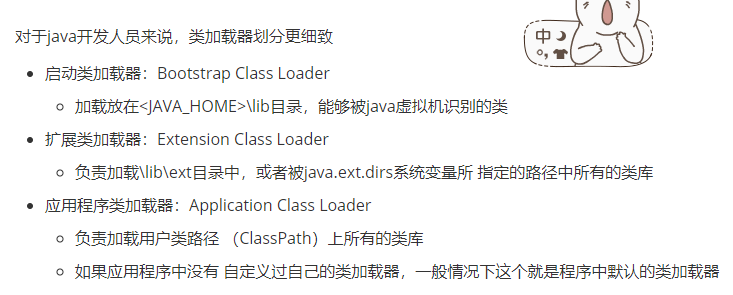 中
°,
对于java开发人员来说，类加载器划分更细致
启动类加载器：Bootstrap Class Loader
加载放在<JAVA_HOME>\lib目录，能够被java虚拟机识别的类
扩展类加载器：Extension Class Loader
负责加载\lib\ext目录中，或者被java.ext.dirs系统变量所 指定的路径中所有的类库
应用程序类加载器：Application Class Loader
负责加载用户类路径 （ClassPath）上所有的类库
如果应用程序中没有 自定义过自己的类加载器，一般情况下这个就是程序中默认的类加载器